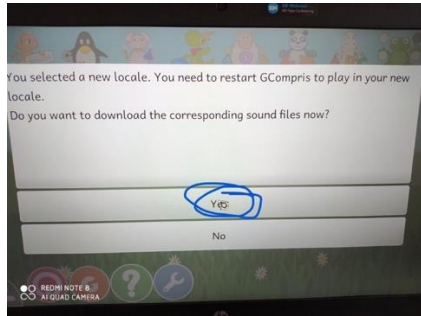 You selected a new locale. You need to restart GCompris to play in your new
locale.
Do you want to download the corresponding sound files now?
Yes
No
?
REDMI NOTE 8
AI QUAD CAMERA